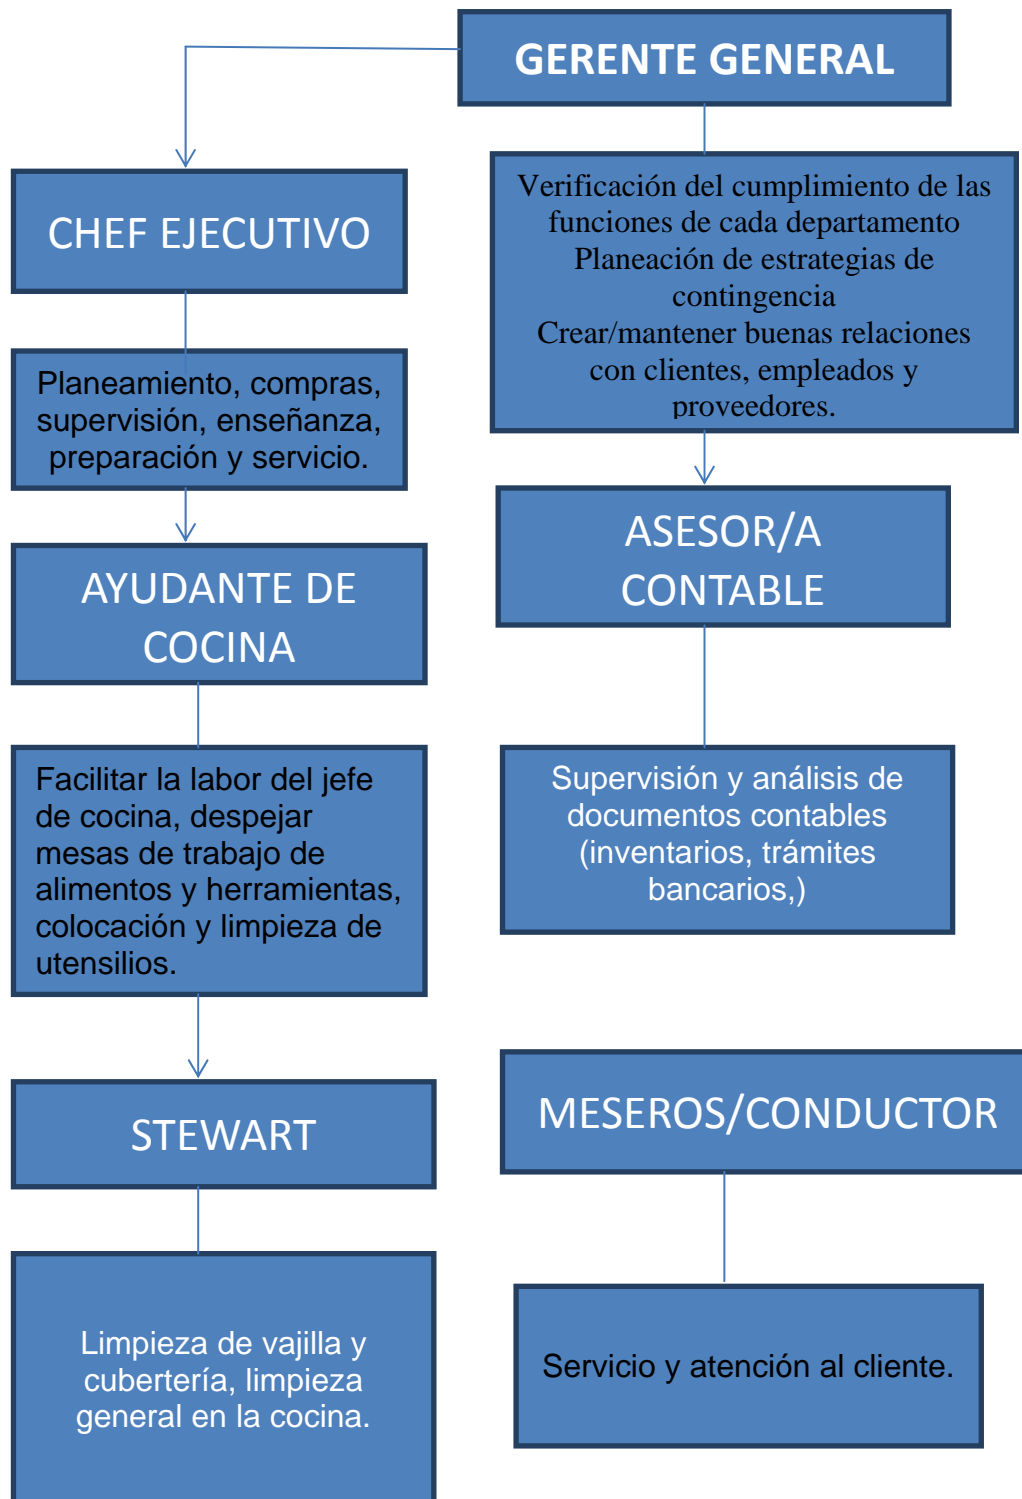 GERENTE GENERAL
CHEF EJECUTIVO
Verificación del cumplimiento de las
funciones de cada departamento
Planeación de estrategias de
contingencia
Crear/mantener buenas relaciones
con clientes, empleados y
proveedores.
Planeamiento, compras,
supervisión, enseñanza,
preparación y servicio.
ASESOR/A
CONTABLE
AYUDANTE DE
COCINA
Facilitar la labor del jefe
de cocina, despejar
mesas de trabajo de
alimentos y herramientas,
colocación y limpieza de
utensilios.
Supervisión y análisis de
documentos contables
(inventarios, trámites
bancarios,)
STEWART
MESEROS/CONDUCTOR
Limpieza de vajilla y
cubertería, limpieza
general en la cocina.
Servicio y atención al cliente.